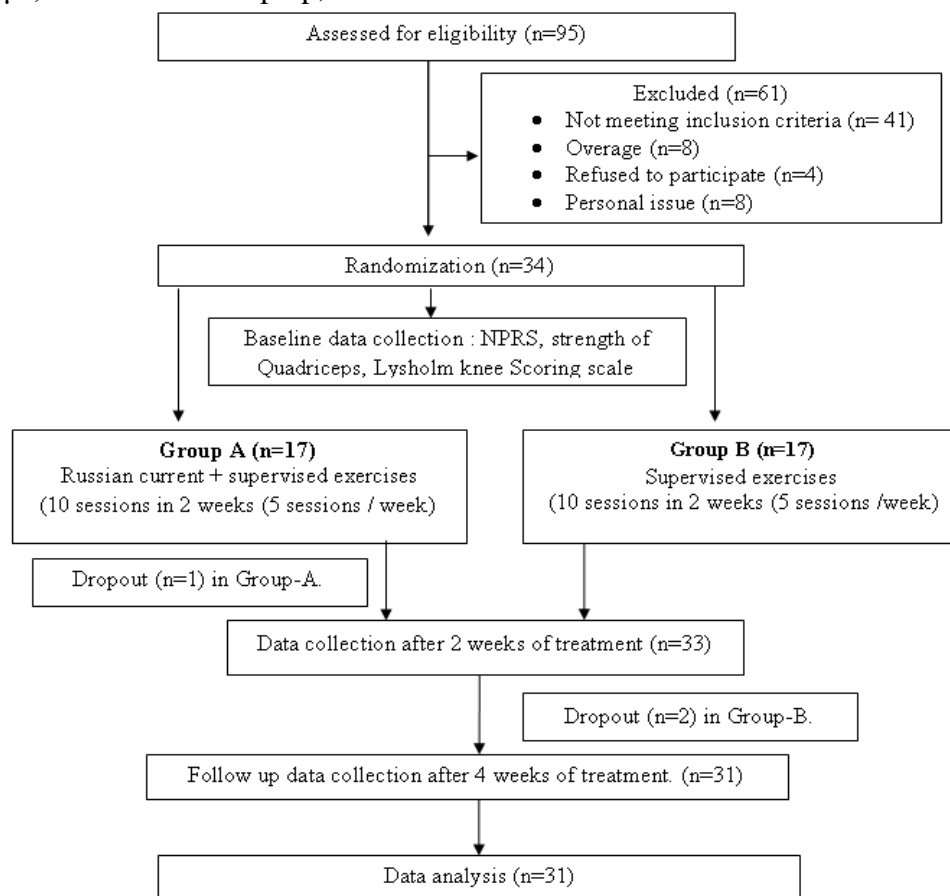 Assessed for eligibility (n=95)
Excluded (n=61)
• Not meeting inclusion criteria (n= 41)
• Overage (n=8)
• Refused to participate (n=4)
• Personal issue (n=8)
Randomization (n=34)
Baseline data collection : NPRS, strength of
Quadriceps, Lysholm knee Scoring scale
Group A (n=17)
Russian current + supervised exercises
(10 sessions in 2 weeks (5 sessions / week)
Group B (n=17)
Supervised exercises
(10 sessions in 2 weeks (5 sessions /week)
Dropout (n=1) in Group-A.
Data collection after 2 weeks of treatment (n=33)
Dropout (n=2) in Group-B.
Follow up data collection after 4 weeks of treatment. (n=31)
Data analysis (n=31)